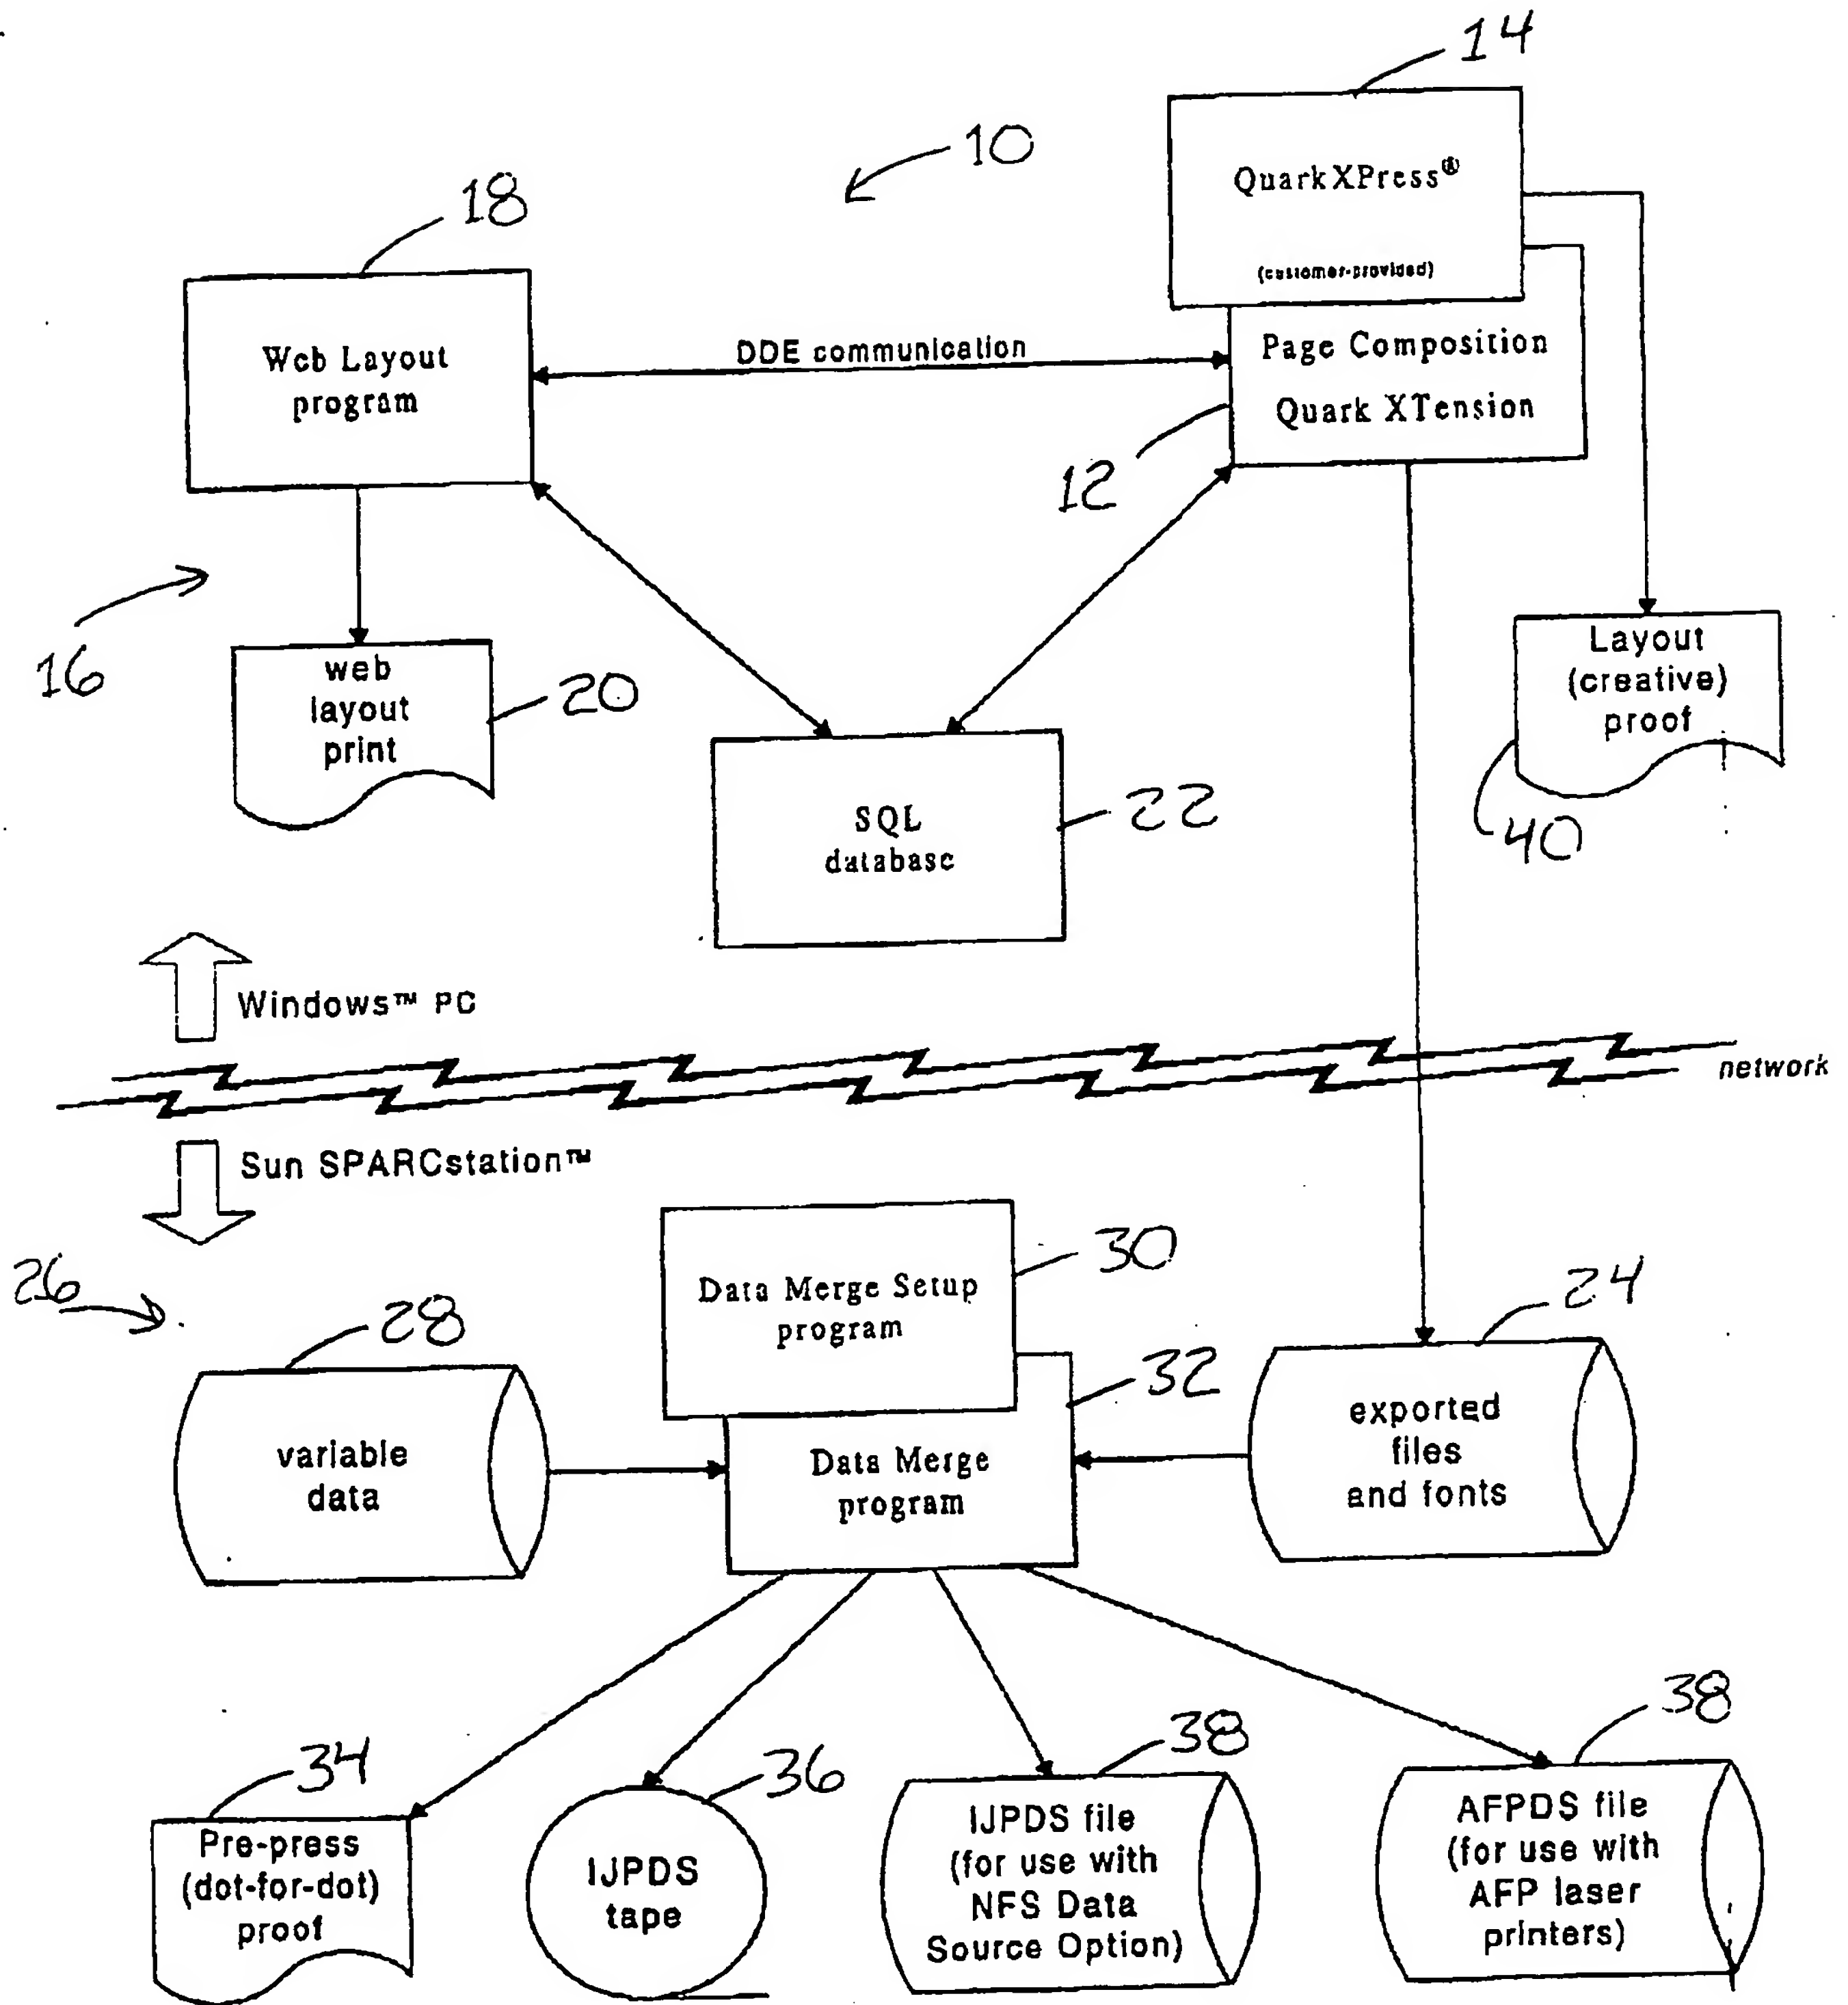 14
10
QuarkXPress®
18
(customer-provided)
Web Layout
program
DDE communication
Page Composition
Quark XTension
12
16
web
layout
print
20
Layout
(creative)
proof
SQL
database
22
40
Windows™ PC
network
Sun SPARCstation™
30
26
Data Merge Setup
program
24
28
32
variable
data
Data Merge
program
exported
files
and fonts
34
36
38
38
Pre-press
(dot-for-dot)
proof
IJPDS
tape
IJPDS file
(for use with
NFS Data
Source Option)
AFPDS file
(for use with
AFP laser
printers)